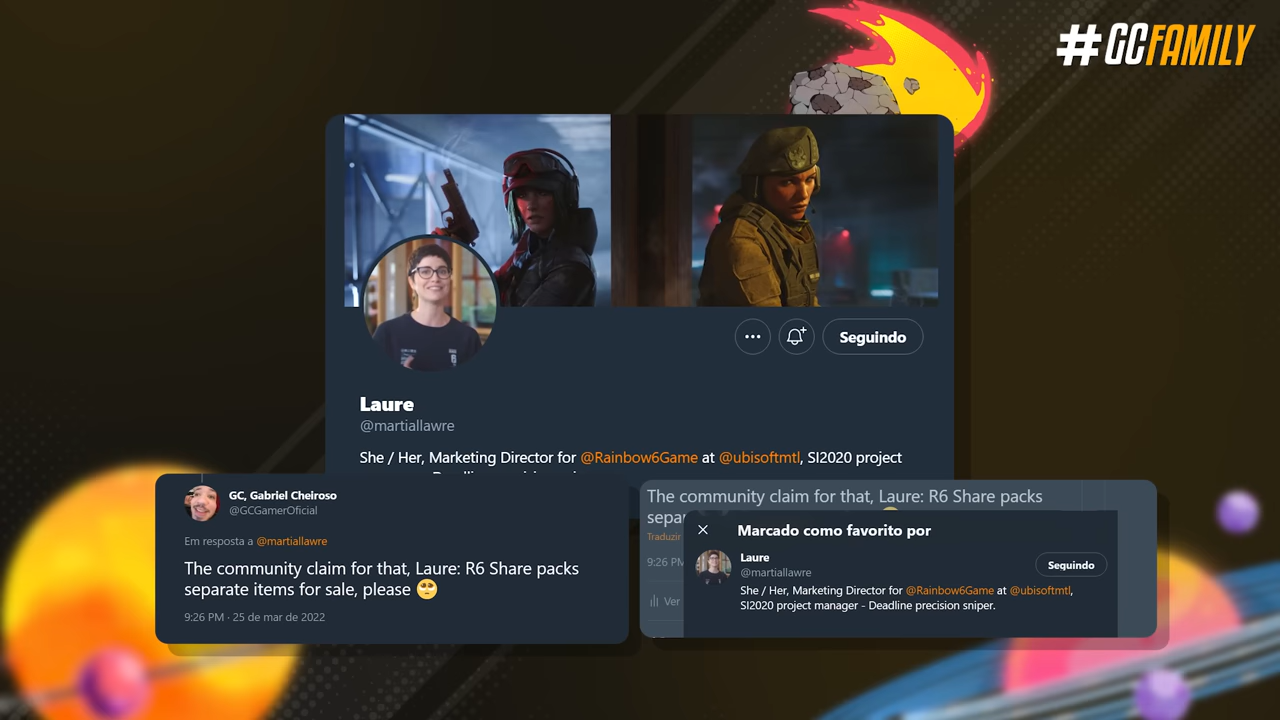 #GCFAMILY
Seguindo
Laure
@martiallawre
She / Her, Marketing Director for @Rainbow6Game at @ubisoftmtl, SI2020 project
GC, Gabriel Cheiroso
@GCGamerOficial
Em resposta a @martiallawre
The community claim for that, Laure: R6 Share packs
separate items for sale, please 🥺
9:26 PM · 25 de mar de 2022
The community claim for that, Laure: R6 Share packs
Traduzir
9:26 PM
Ver
Marcado como favorito por
Laure
@martiallawre
Seguindo
She / Her, Marketing Director for @Rainbow6Game at @ubisoftmtl,
SI2020 project manager - Deadline precision sniper.